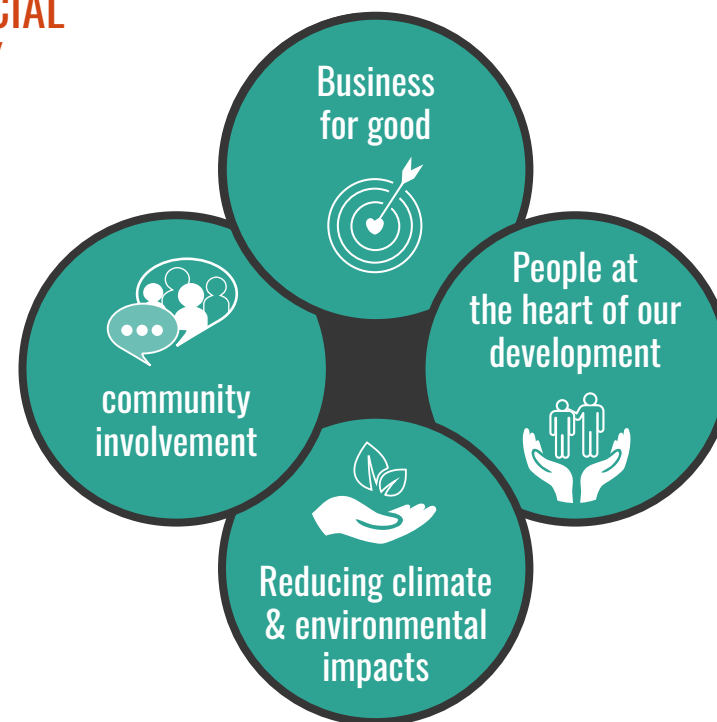 CIAL
Business
for good
People at
the heart of our
development
community
involvement
Reducing climate
& environmental
impacts